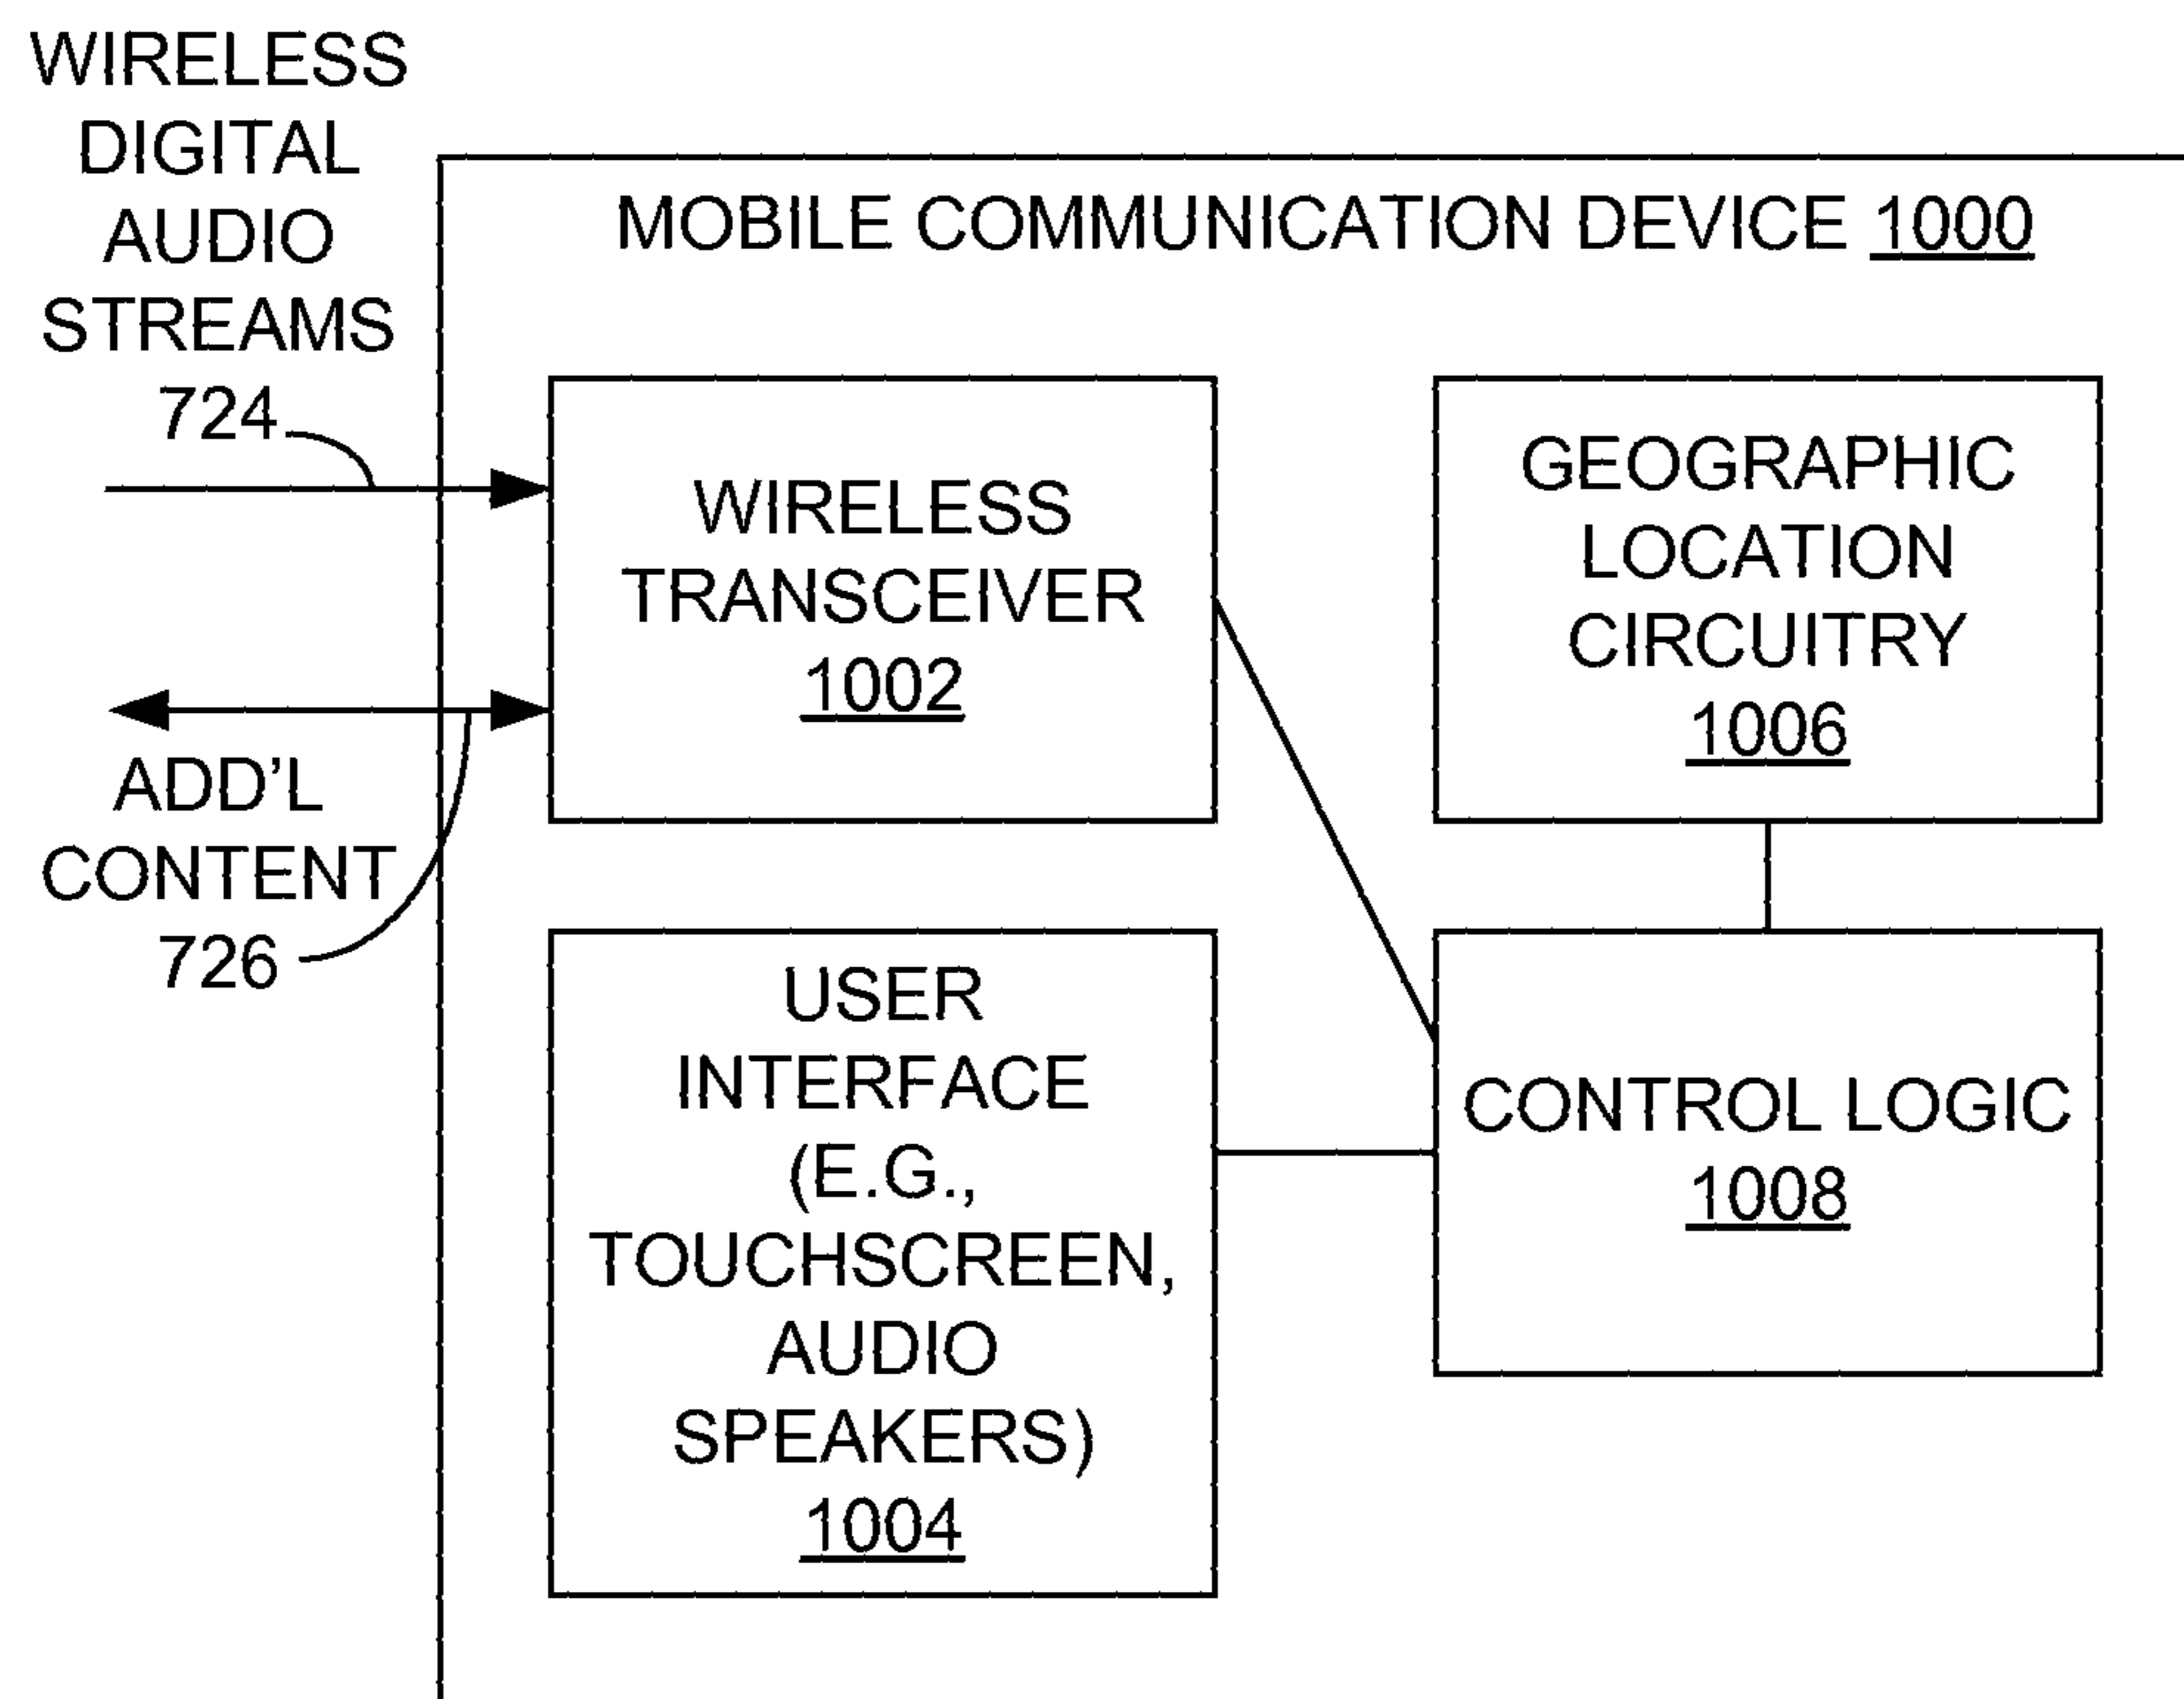 WIRELESS
DIGITAL
AUDIO
STREAMS
724
MOBILE COMMUNICATION DEVICE 1000
WIRELESS
TRANSCEIVER
1002
GEOGRAPHIC
LOCATION
CIRCUITRY
1006
ADD’L
CONTENT
726
USER
INTERFACE
(E.G.,
TOUCHSCREEN,
AUDIO
SPEAKERS)
1004
CONTROL LOGIC
1008